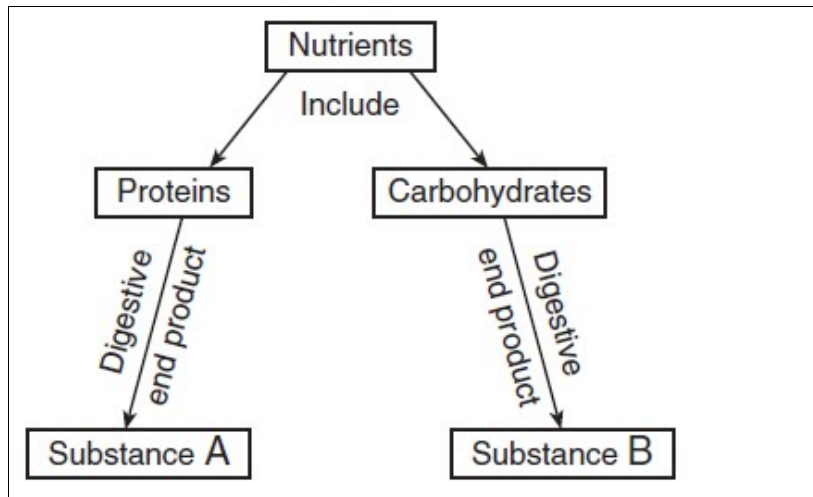 Nutrients
Include
Proteins
Carbohydrates
Digestive
end product
Digestive
end product
Substance A
Substance B